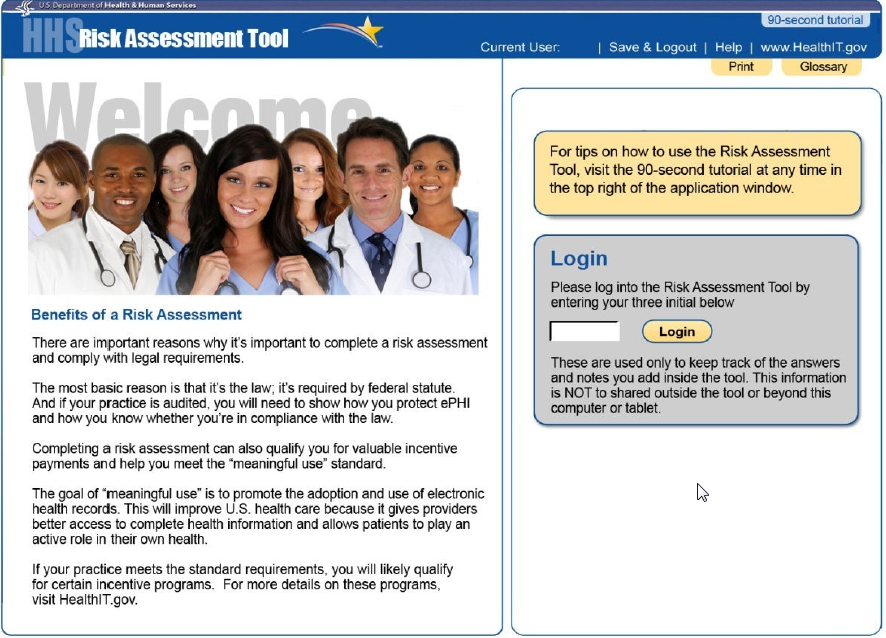 U.S. Department of Health & Human Services
90-second tutorial
HHS Risk Assessment Tool
Current User: | Save & Logout | Help | www.HealthIT.gov
Print Glossary
Welcome
Benefits of a Risk Assessment
There are important reasons why it's important to complete a risk assessment
and comply with legal requirements.
The most basic reason is that it's the law; it's required by federal statute.
And if your practice is audited, you will need to show how you protect ePHI
and how you know whether you're in compliance with the law.
Completing a risk assessment can also qualify you for valuable incentive
payments and help you meet the “meaningful use” standard.
The goal of “meaningful use” is to promote the adoption and use of electronic
health records. This will improve U.S. health care because it gives providers
better access to complete health information and allows patients to play an
active role in their own health.
If your practice meets the standard requirements, you will likely qualify
for certain incentive programs. For more details on these programs,
visit HealthIT.gov.
For tips on how to use the Risk Assessment
Tool, visit the 90-second tutorial at any time in
the top right of the application window.
Login
Please log into the Risk Assessment Tool by
entering your three initial below
Login
These are used only to keep track of the answers
and notes you add inside the tool. This information
is NOT to shared outside the tool or beyond this
computer or tablet.